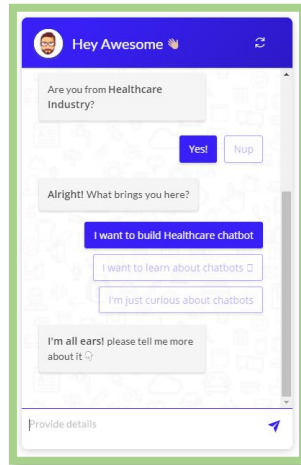 Hey Awesome 👋
Are you from Healthcare
Industry?
Yes!
Nup
Alright! What brings you here?
I want to build Healthcare chatbot
I want to learn about chatbots
I'm just curious about chatbots
I'm all ears! please tell me more
about it 👇
Provide details